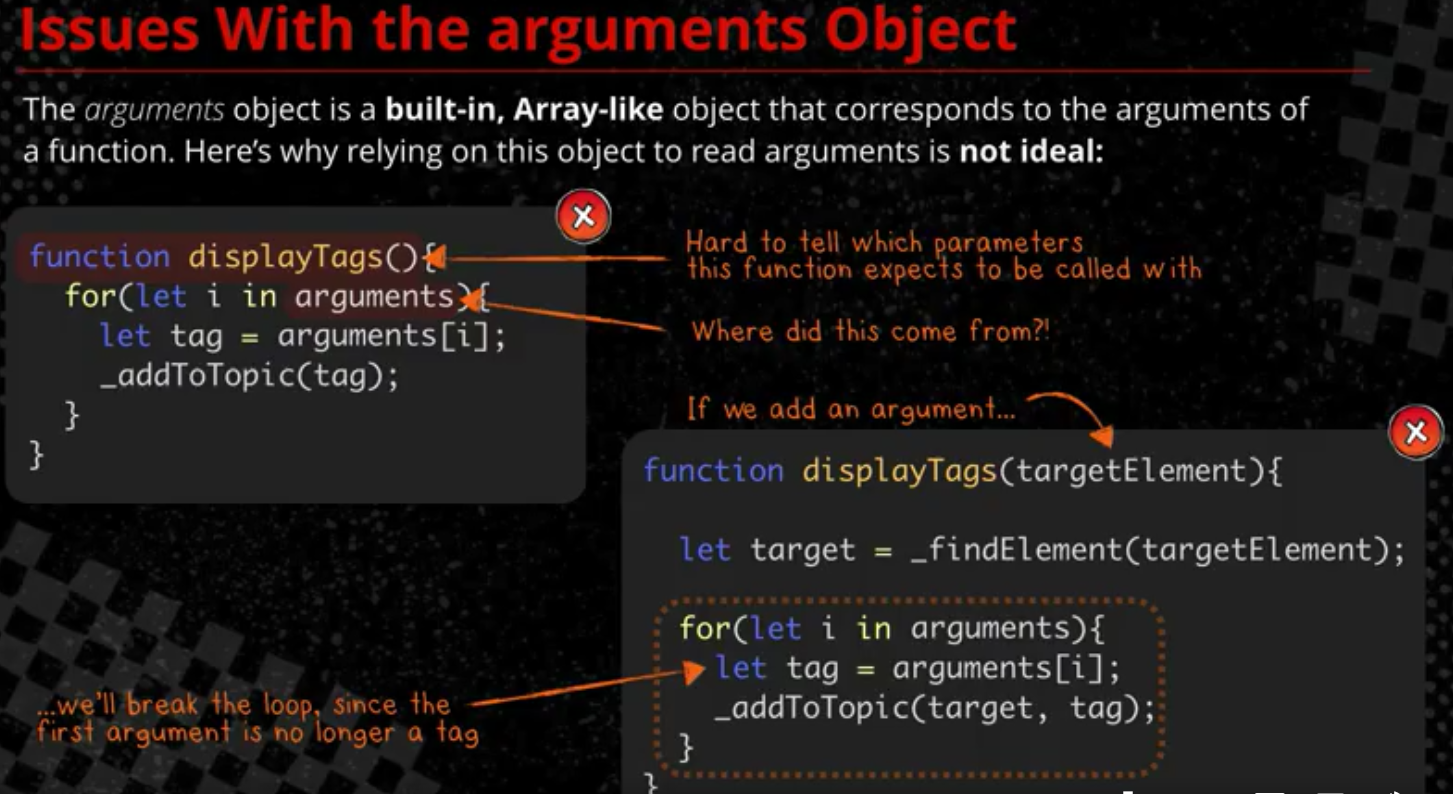 Issues With the arguments Object
The arguments object is a built-in, Array-like object that corresponds to the arguments of
a function. Here's why relying on this object to read arguments is not ideal:
function displayTags(){
for(let i in arguments){
let tag = arguments[i];
_addToTopic(tag);
}
}
Hard to tell which parameters
this function expects to be called with
Where did this come from?!
If we add an argument...
function displayTags(targetElement){
let target = _findElement(targetElement);
for(let i in arguments){
let tag = arguments[i];
_addToTopic(target, tag);
}
}
...we'll break the loop, since the
first argument is no longer a tag